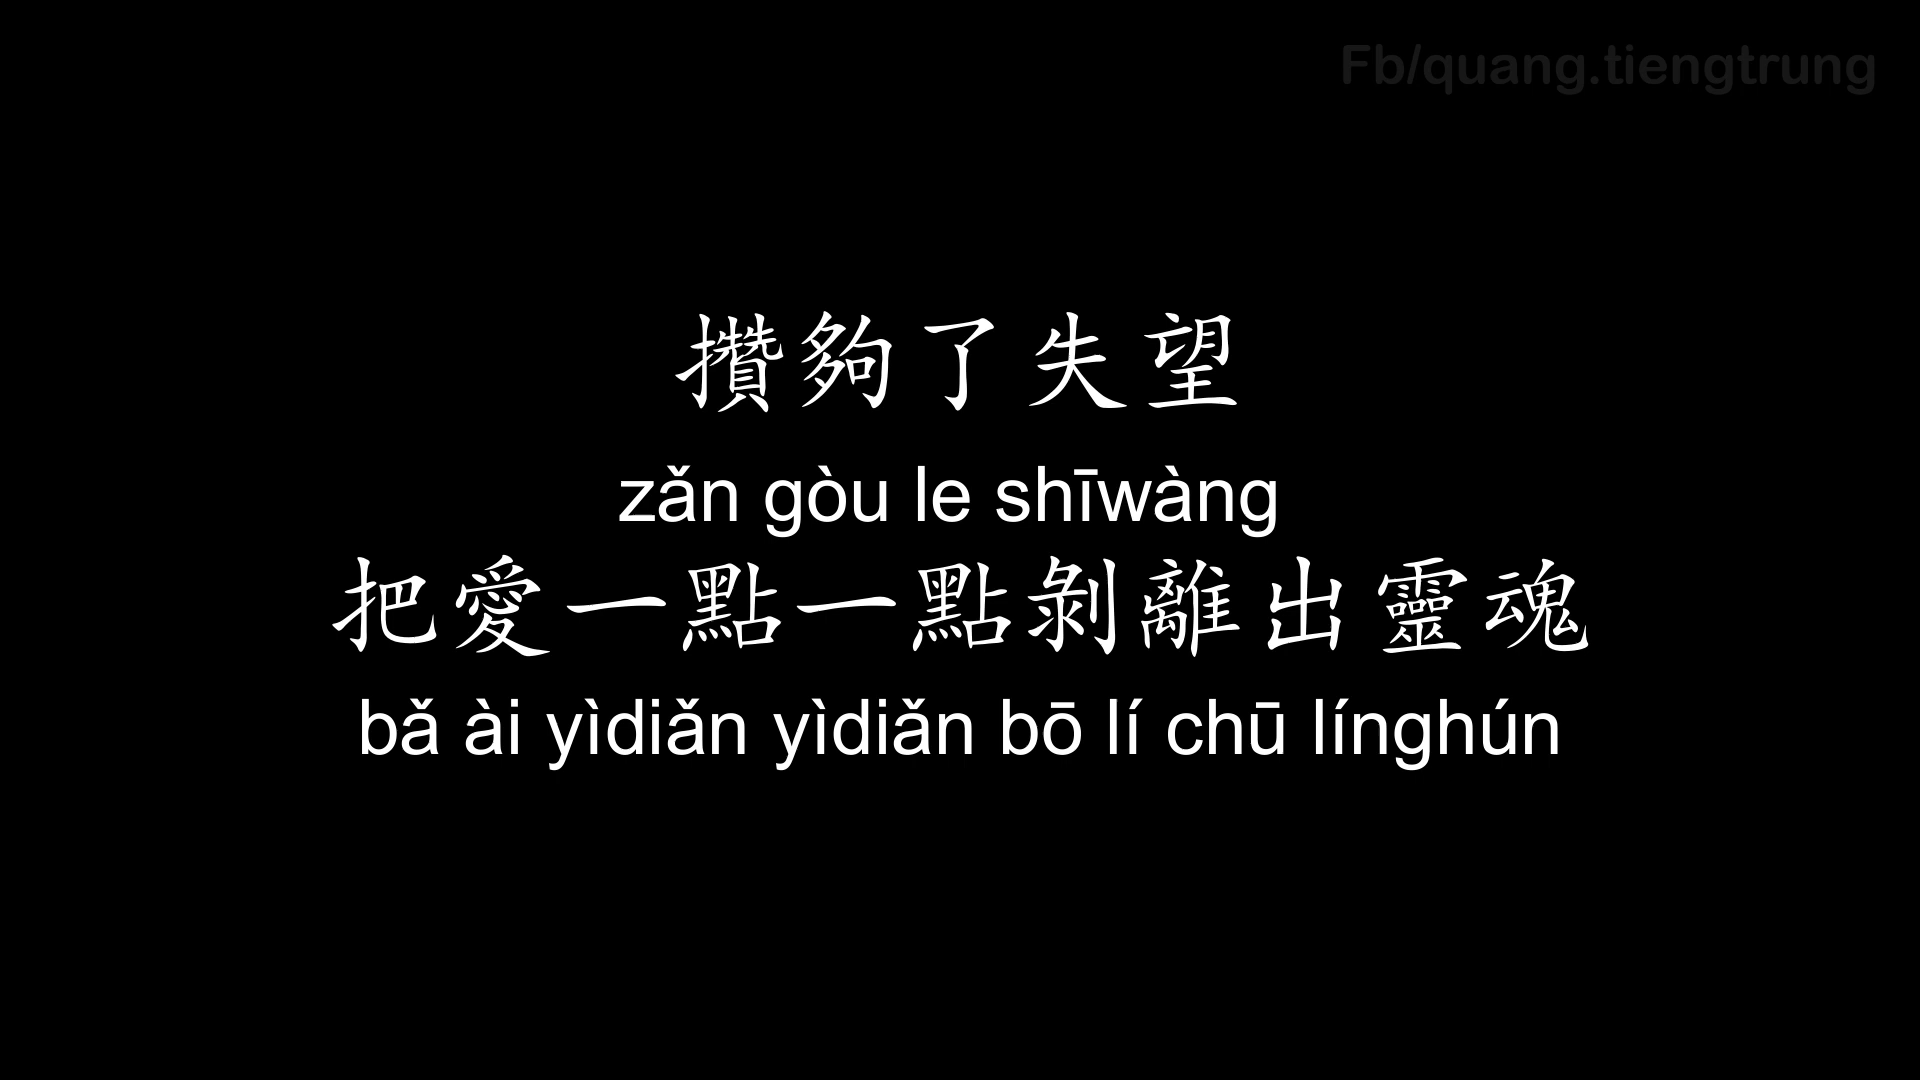 Fb/quang.tiengtrung
攢夠了失望
zǎn gòu le shīwàng
把愛一點一點剝離出靈魂
bǎ ài yìdiǎn yìdiǎn bō lí chū línghún